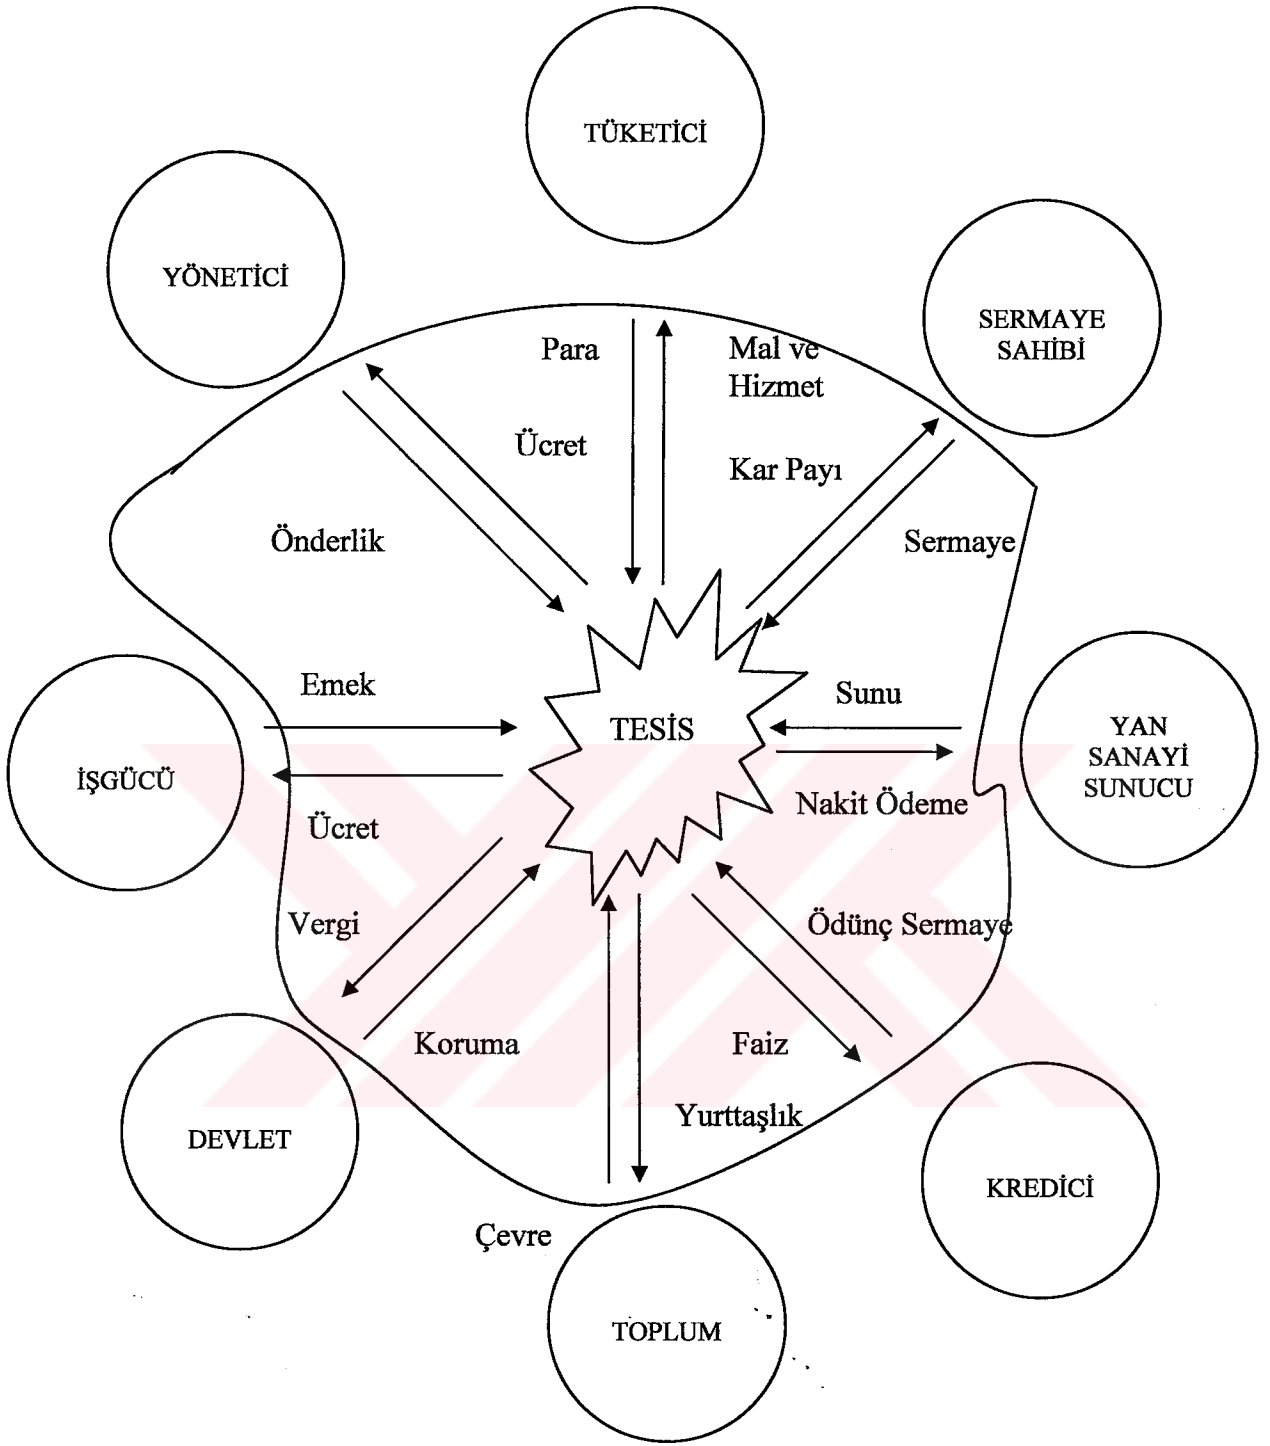 TÜKETİCİ
YÖNETİCİ
SERMAYE
SAHİBİ
Para
Mal ve
Hizmet
Ücret
Kar Payı
Önderlik
Sermaye
Emek
Sunu
TESİS
YAN
SANAYİ
SUNUCU
İŞGÜCÜ
Nakit Ödeme
Ücret
Vergi
Ödünç Sermaye
Koruma
Faiz
Yurttaşlık
DEVLET
KREDİCİ
Çevre
TOPLUM